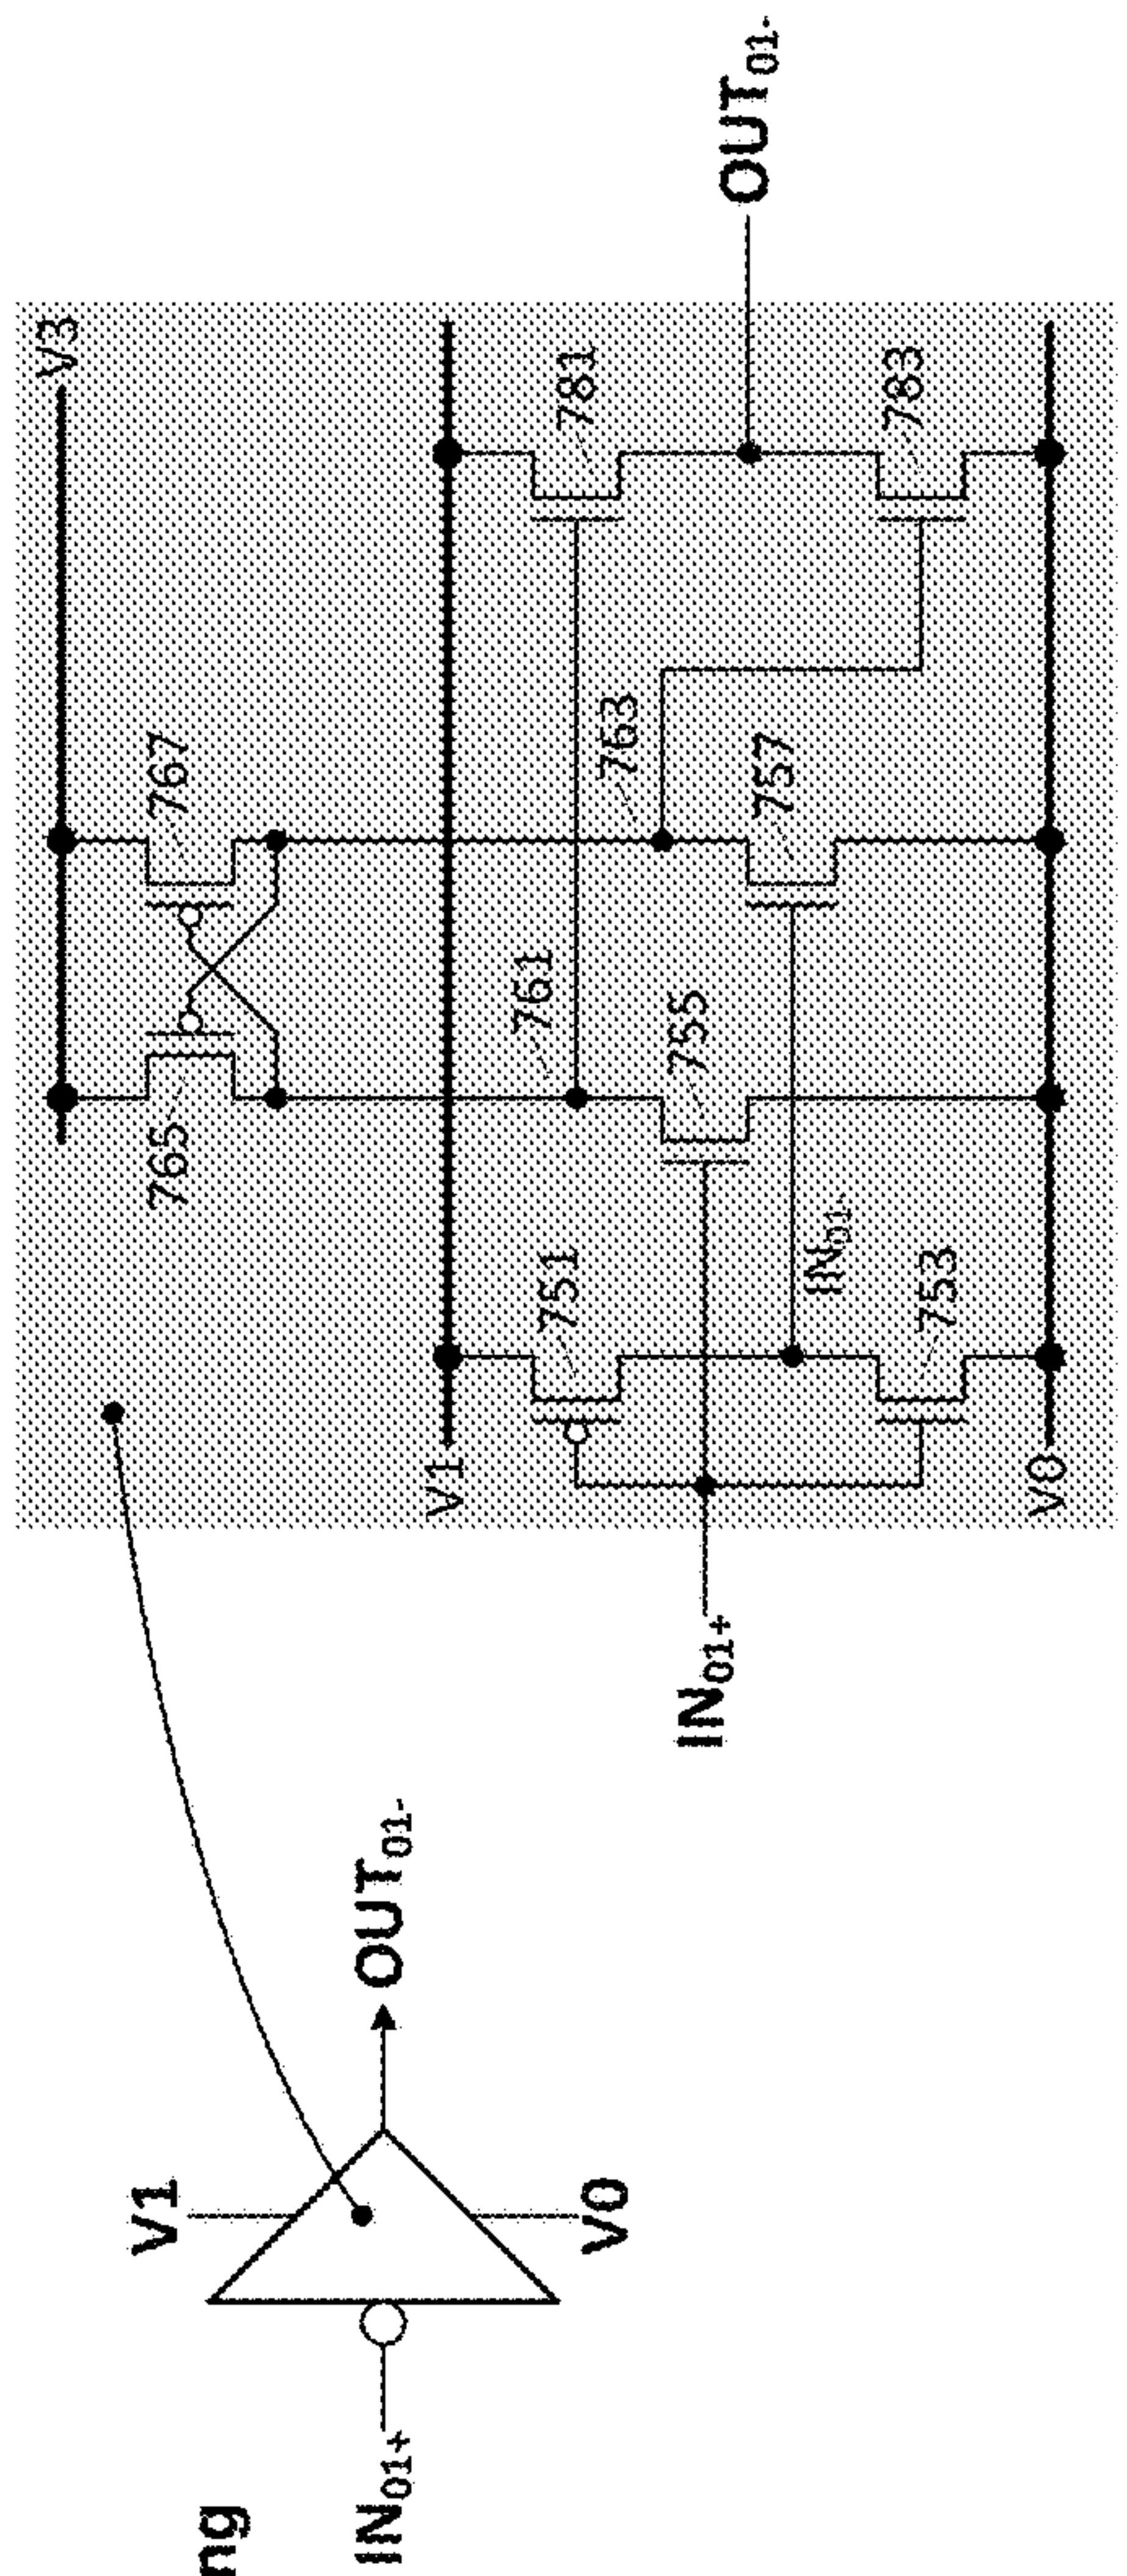 ng
IN01+
V1
V0
OUT01-
IN01+
V3
V1
V0
765
767
751
753
IN01-
755
761
757
763
781
783
OUT01-